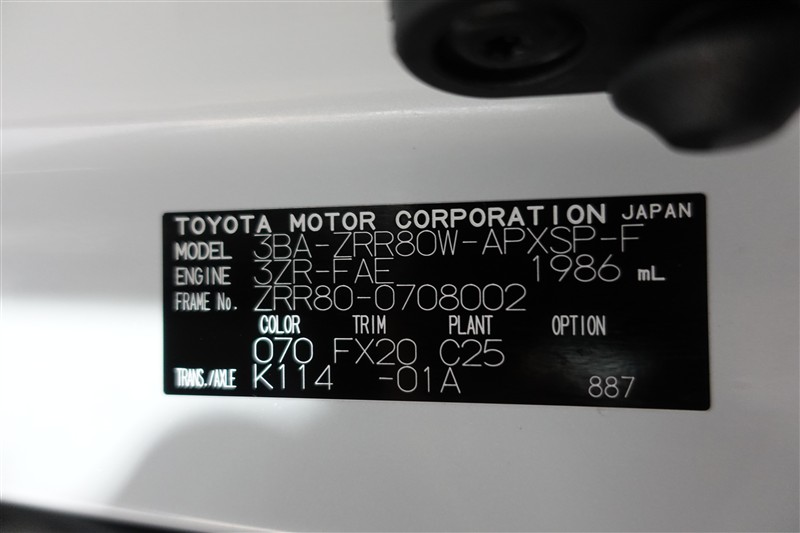 TOYOTA MOTOR CORPORATION JAPAN
MODEL 3BA-ZRR80W-APXSP-F
ENGINE 3ZR-FAE 1986 mL
FRAME No. ZRR80-0708002
COLOR TRIM PLANT OPTION
070 FX20 C25
TRANS./AXLE K114 -01A 887